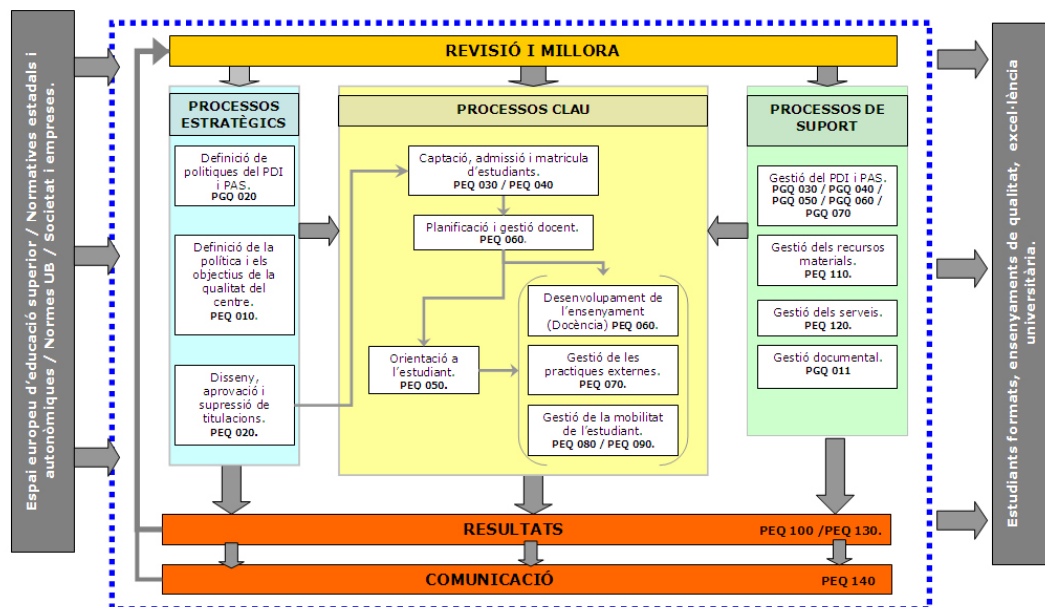 Espai europeu d'educació superior / Normatives estadals i
autonòmiques / Normes UB / Societat i empreses.
REVISIÓ I MILLORA
PROCESSOS
ESTRATÈGICS
Definició de
politiques del PDI i
PAS.
PGQ 020
Definició de la
política i els
objectius de la
qualitat del
centre.
PEQ 010.
Disseny,
aprovació i
supressió de
titulacions.
PEQ 020.
PROCESSOS CLAU
Captació, admissió i matricula
d'estudiants.
PEQ 030 / PEQ 040
Planificació i gestió docent.
PEQ 060.
Orientació a
l'estudiant.
PEQ 050.
Desenvolupament de
l'ensenyament
(Docència) PEQ 060.
Gestió de les
practiques externes.
PEQ 070.
Gestió de la mobilitat
de l'estudiant.
PEQ 080 / PEQ 090.
PROCESSOS DE
SUPORT
Gestió del PDI i PAS.
PGQ 030 / PGQ 040 /
PGQ 050 / PGQ 060 /
PGQ 070
Gestió dels recursos
materials.
PEQ 110.
Gestió dels serveis.
PEQ 120.
Gestió documental.
PGQ 011
RESULTATS
PEQ 100 /PEQ 130.
COMUNICACIÓ
PEQ 140
Estudiants formats, ensenyaments de qualitat, excel·lència
universitària.